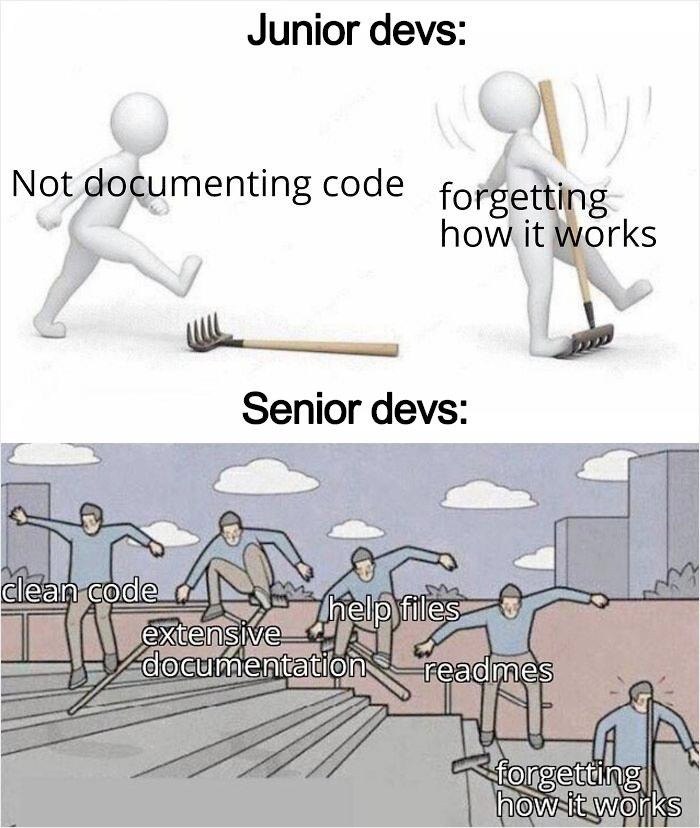 Junior devs:
Not documenting code
forgetting
how it works
Senior devs:
clean code
extensive
documentation
help files
readmes
forgetting
how it works